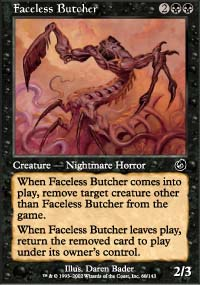 Faceless Butcher 2
Creature — Nightmare Horror
When Faceless Butcher comes into
play, remove target creature other
than Faceless Butcher from the
game.
When Faceless Butcher leaves play,
return the removed card to play
under its owner's control.
Illus. Daren Bader
™ & © 1993-2002 Wizards of the Coast, Inc. 60/143
2/3